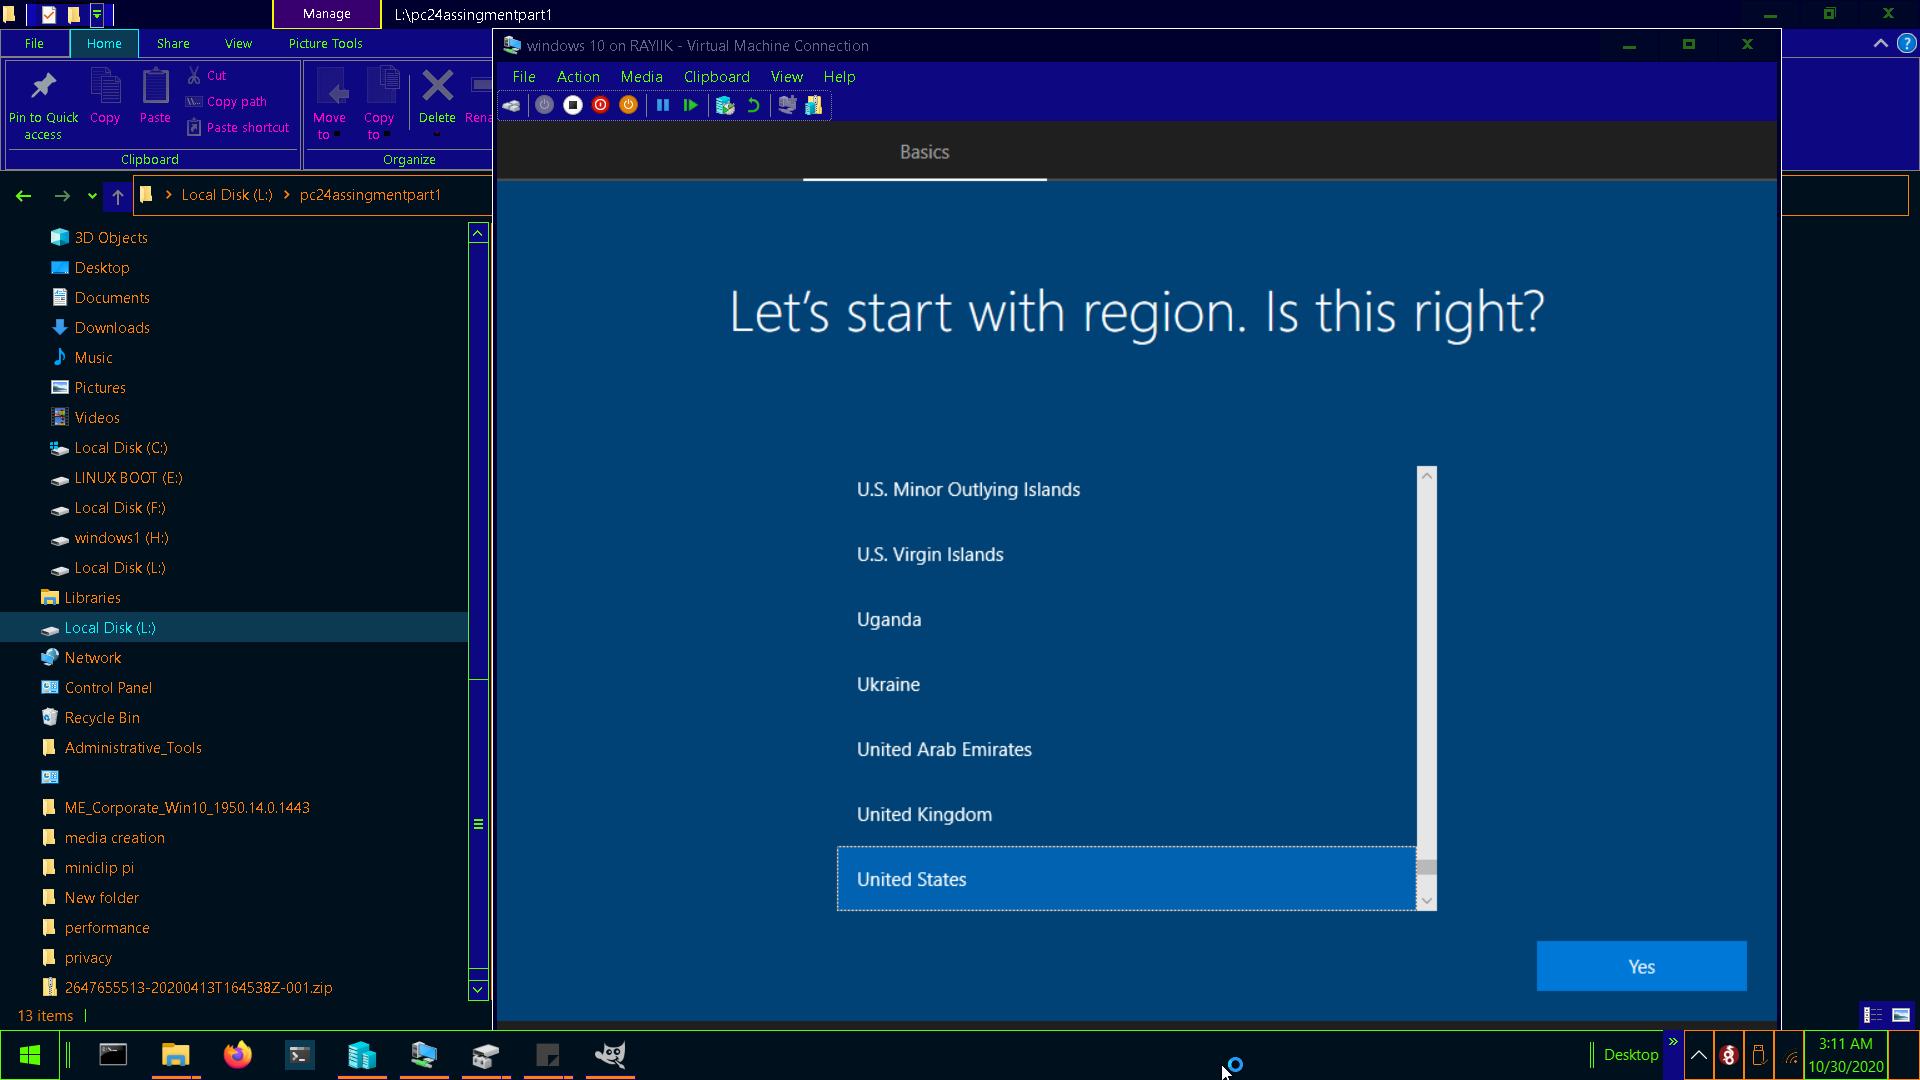 Manage
L:\pc24assingmentpart1
File
Home
Share
View
Picture Tools
Pin to Quick access
Copy
Paste
Cut
Copy path
Paste shortcut
Clipboard
Move to
Copy to
Delete
Rena
Organize
Local Disk (L:)
pc24assingmentpart1
3D Objects
Desktop
Documents
Downloads
Music
Pictures
Videos
Local Disk (C:)
LINUX BOOT (E:)
Local Disk (F:)
windows1 (H:)
Local Disk (L:)
Libraries
Local Disk (L:)
Network
Control Panel
Recycle Bin
Administrative_Tools
ME_Corporate_Win10_1950.14.0.1443
media creation
miniclip pi
New folder
performance
privacy
2647655513-20200413T164538Z-001.zip
13 items
windows 10 on RAYIIK - Virtual Machine Connection
File
Action
Media
Clipboard
View
Help
Basics
Let's start with region. Is this right?
U.S. Minor Outlying Islands
U.S. Virgin Islands
Uganda
Ukraine
United Arab Emirates
United Kingdom
United States
Yes
Desktop
3:11 AM
10/30/2020